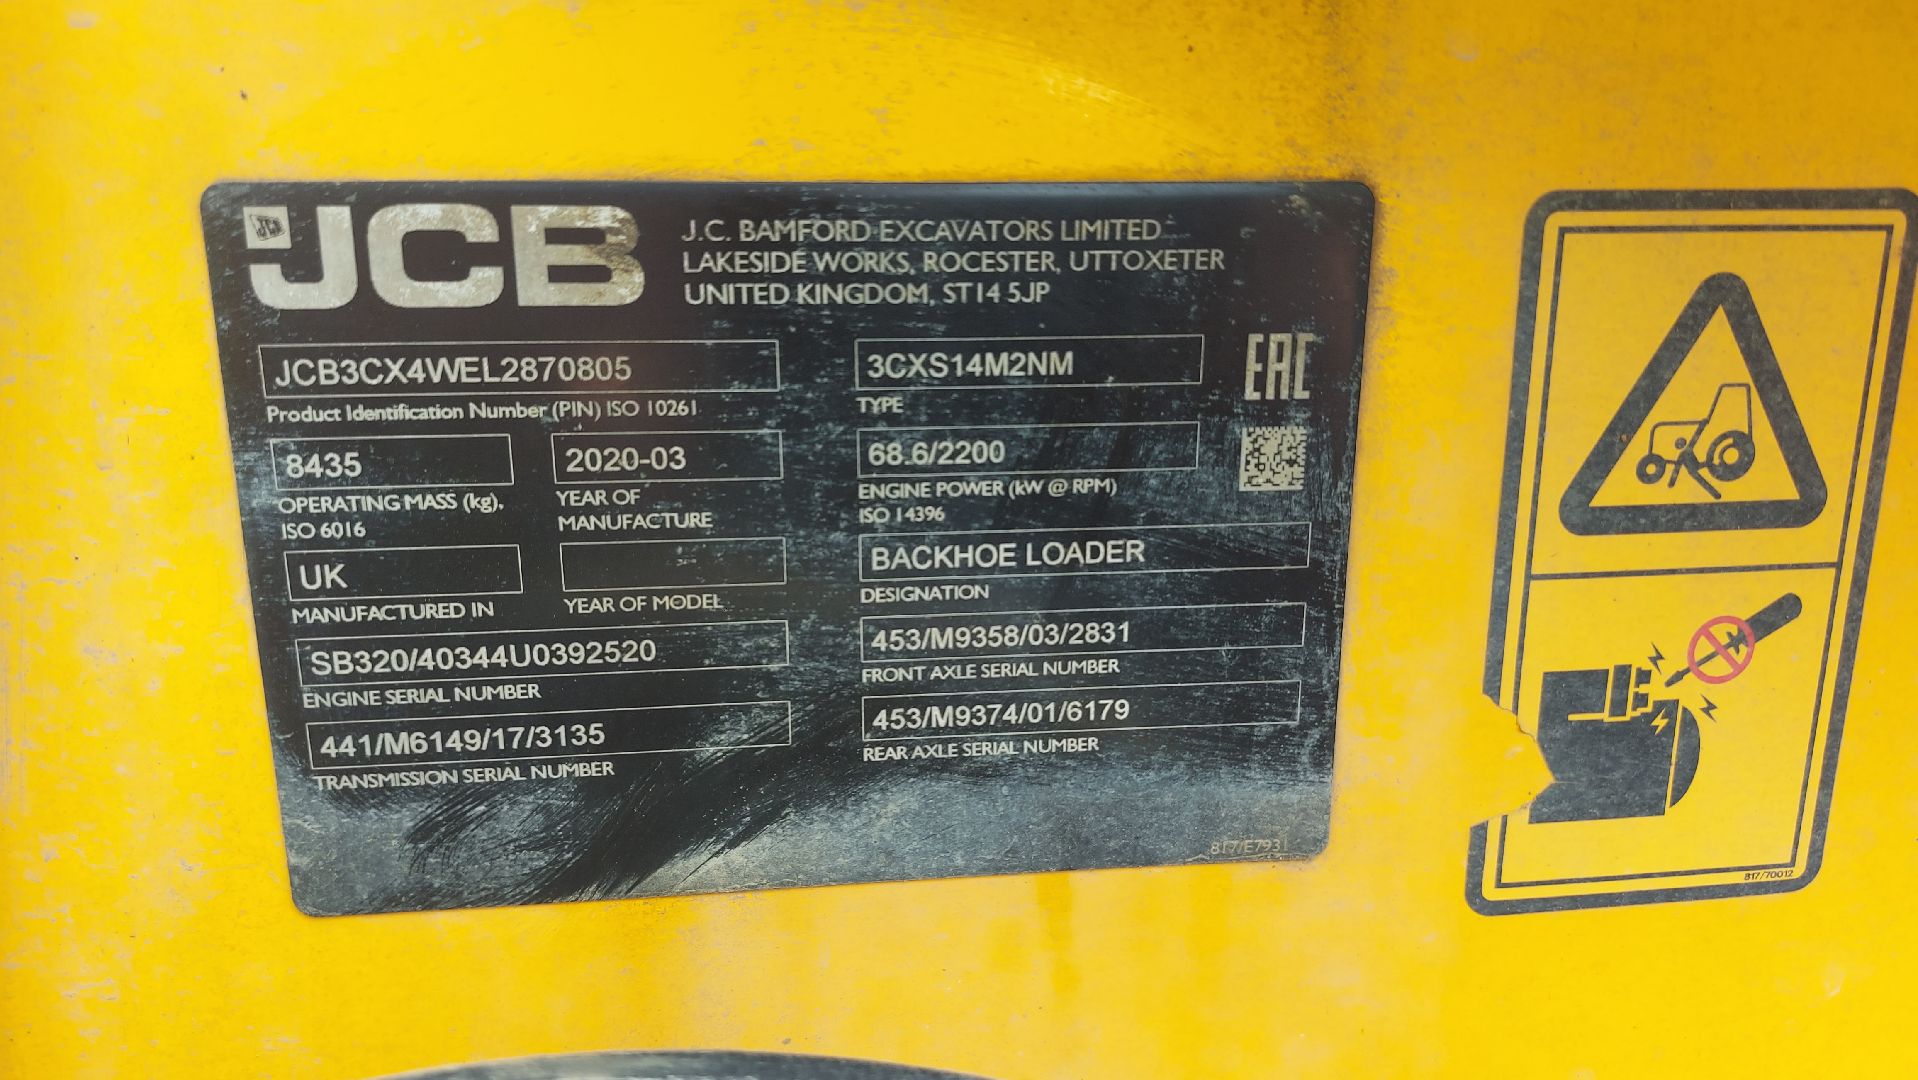 JCB
J.C. BAMFORD EXCAVATORS LIMITED
LAKESIDE WORKS, ROCESTER, UTTOXETER
UNITED KINGDOM, ST14 5JP
JCB3CX4WEL2870805
Product Identification Number (PIN) ISO 10261
3CXS14M2NM
TYPE
EAC
8435
OPERATING MASS (kg),
ISO 6016
2020-03
YEAR OF
MANUFACTURE
68.6/2200
ENGINE POWER (kW @ RPM)
ISO 14396
UK
MANUFACTURED IN
YEAR OF MODEL
BACKHOE LOADER
DESIGNATION
SB320/40344U0392520
ENGINE SERIAL NUMBER
453/M9358/03/2831
FRONT AXLE SERIAL NUMBER
441/M6149/17/3135
TRANSMISSION SERIAL NUMBER
453/M9374/01/6179
REAR AXLE SERIAL NUMBER
817/E7931
817/70012